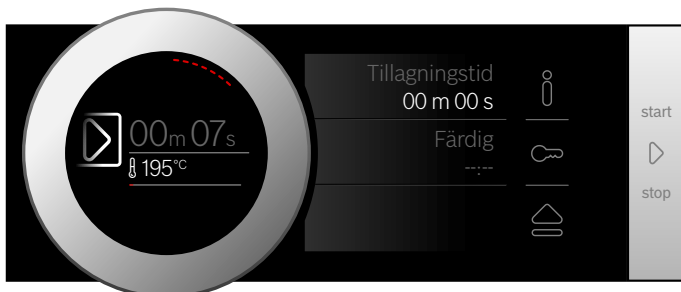 00m 07s
195°C
Tillagningstid
00 m 00 s
Färdig
--:--
start
stop